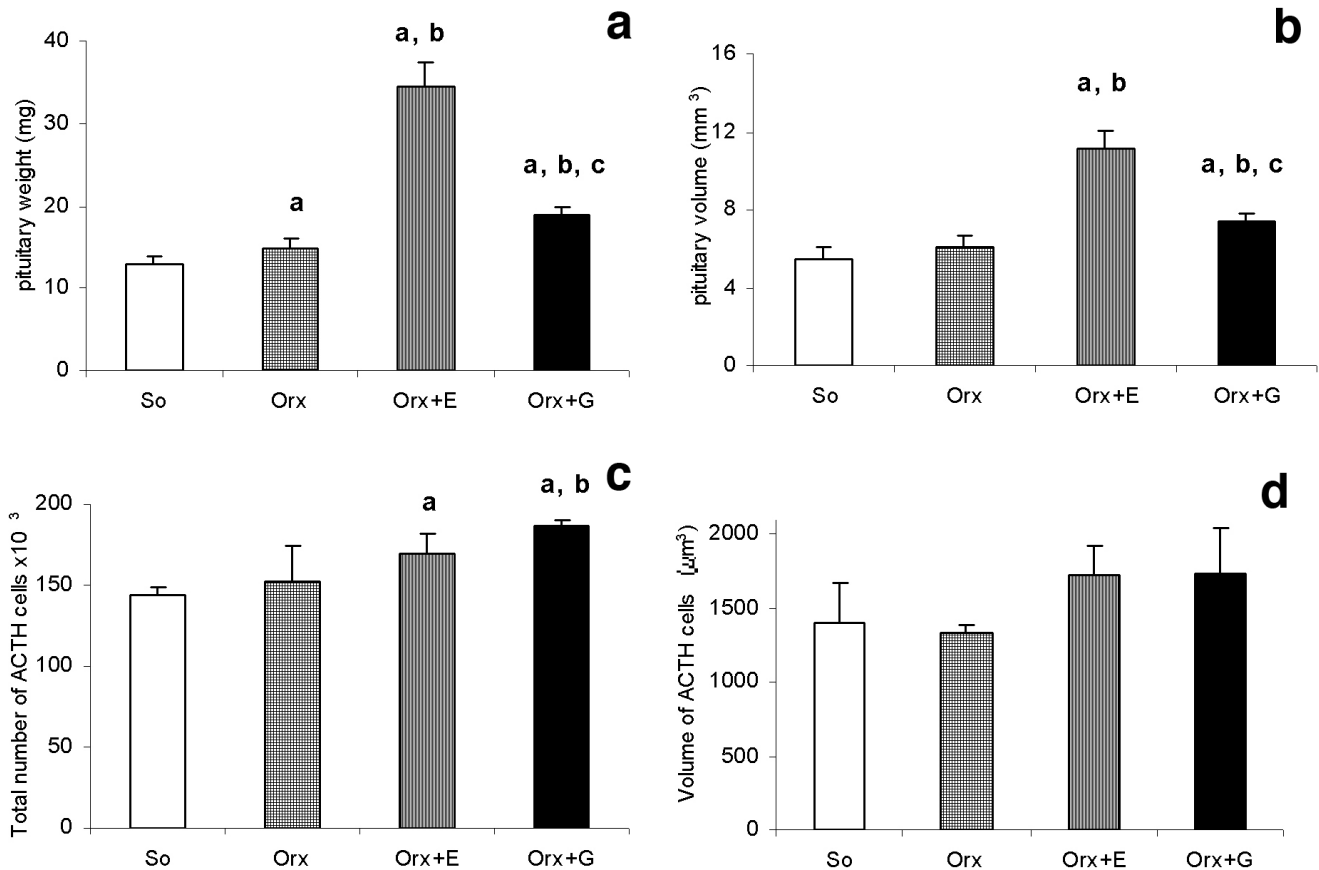 a
pituitary weight (mg)
40
30
20
10
0
a
a, b
a, b, c
So Orx Orx+E Orx+G
b
pituitary volume (mm 3)
16
12
8
4
0
a, b
a, b, c
So Orx Orx+E Orx+G
c
Total number of ACTH cells x10 3
200
150
100
50
0
a
a, b
So Orx Orx+E Orx+G
d
Volume of ACTH cells (µm3)
2000
1500
1000
500
0
So Orx Orx+E Orx+G